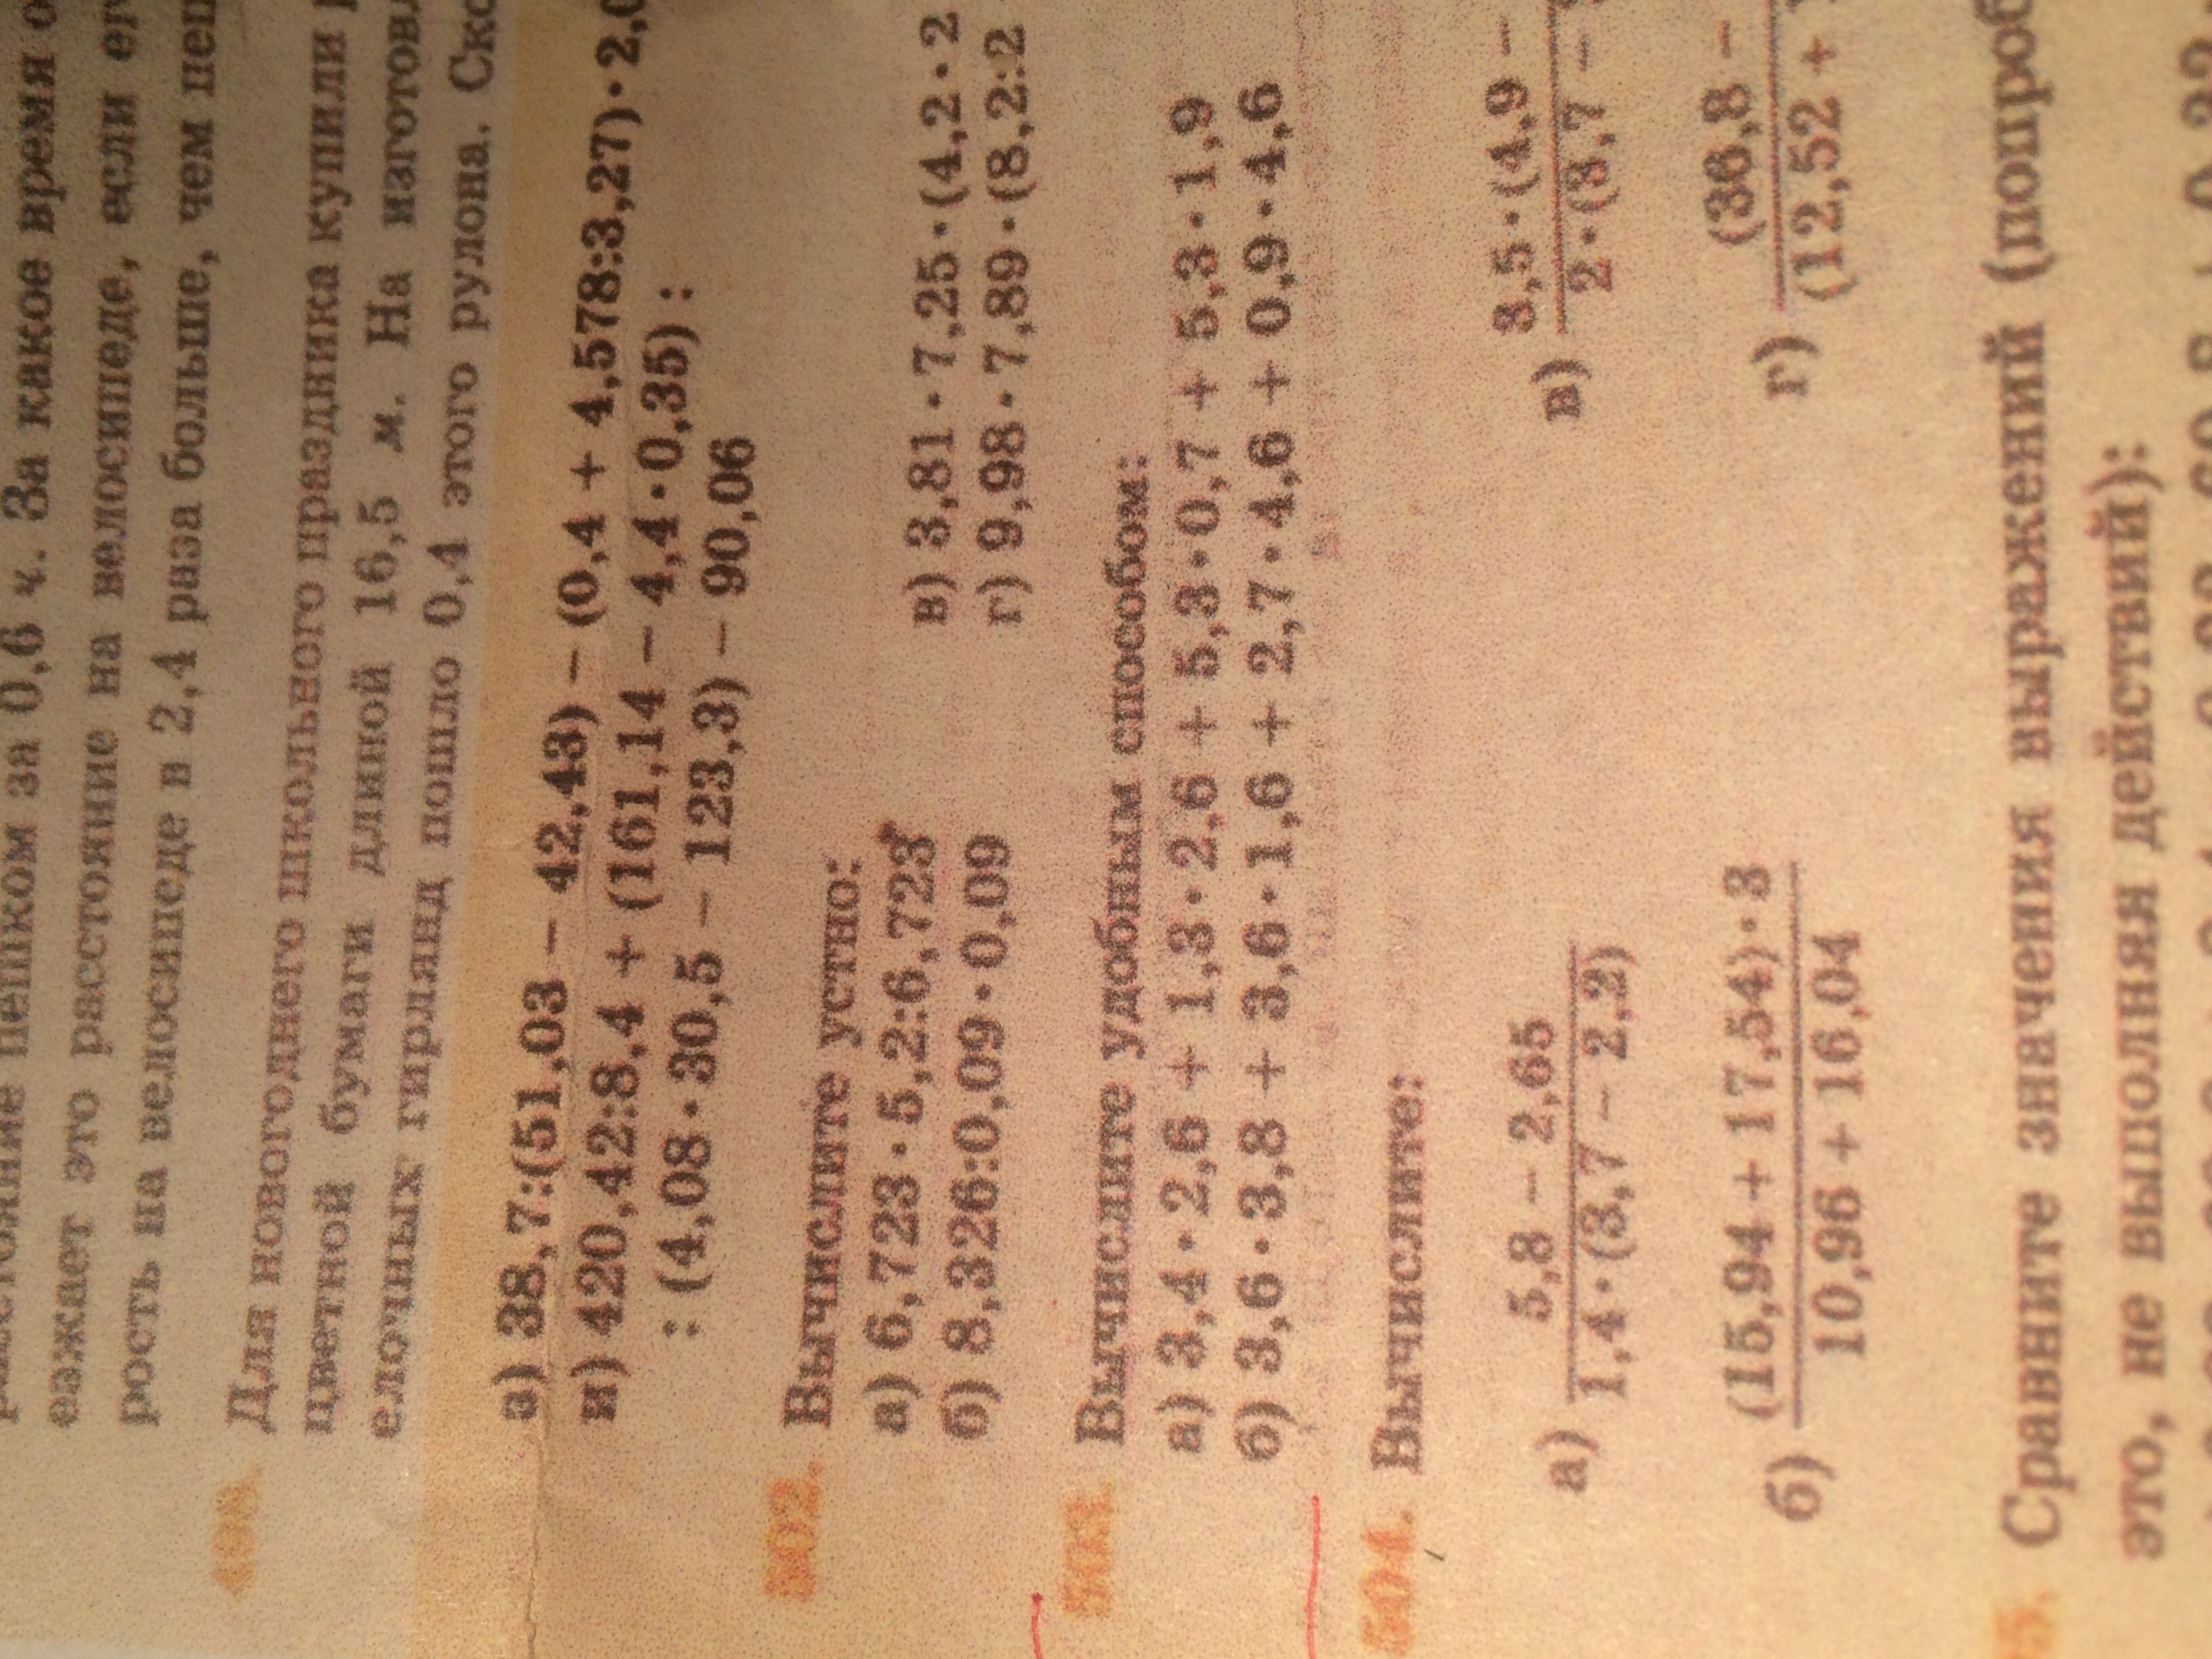 пешком за 0,6 ч. За какое время
езжает это расстояние на велосипеде, если
рость на велосипеде в 2,4 раза больше, чем
498. Для новогоднего школьного праздника купили
цветной бумаги длиной 16,5 м. На
елочных гирлянд пошло 0,4 этого рулона.
а) 38,7:(51,03 − 42,43) − (0,4 + 4,578:3,27) · 2,
и) 420,42:8,4 + (161,14 − 4,4 · 0,35) :
: (4,08 · 30,5 − 123,3) − 90,06
502. Вычислите устно:
а) 6,723 · 5,2:6,723
б) 8,326:0,09 · 0,09
в) 3,81 · 7,25 · (4,2 · 2
г) 9,98 · 7,89 · (8,2:2
503. Вычислите удобным способом:
а) 3,4 · 2,6 + 1,3 · 2,6 + 5,3 · 0,7 + 5,3 · 1,9
б) 3,6 · 3,8 + 3,6 · 1,6 + 2,7 · 4,6 + 0,9 · 4,6
504. Вычислите:
а) 5,8 − 2,65
1,4 · (3,7 − 2,2)
в) 3,5 · (4,9 −
2 · (3,7 −
б) (15,94 + 17,54) · 3
10,96 + 16,04
г) (36,8 −
(12,52 +
5. Сравните значения выражений
это, не выполняя действий):